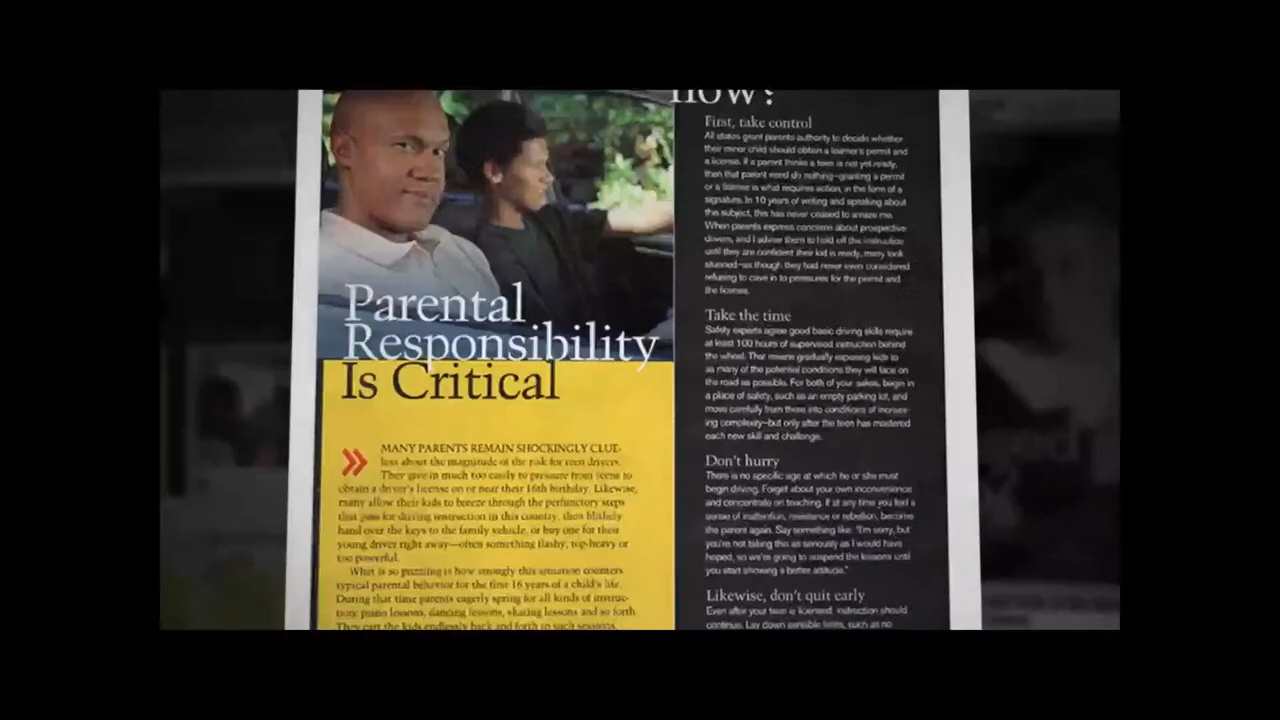 Parental
Responsibility
Is Critical
MANY PARENTS REMAIN SHOCKINGLY CLUE-
less about the magnitude of the risk for teen drivers.
They give in much too easily to pressure from teens to
obtain a driver's license on or near their 16th birthday. Likewise,
many allow their kids to breeze through the perfunctory steps
that pass for driving instruction in this country, then blithely
hand over the keys to the family vehicle, or buy one for their
young driver right away—often something flashy, top-heavy or
too powerful.
What is so puzzling is how strongly this situation counters
typical parental behavior for the first 16 years of a child's life.
During that time parents eagerly spring for all kinds of instruc-
tion: piano lessons, dancing lessons, skating lessons and so forth.
They cart the kids endlessly back and forth to such sessions,
now?
First, take control
All states grant parents authority to decide whether
their minor child should obtain a learner's permit and
a license. If a parent thinks a teen is not yet ready,
then that parent need do nothing—granting a permit
or a license is what requires action, in the form of a
signature. In 10 years of writing and speaking about
this subject, this has never ceased to amaze me.
When parents express concerns about prospective
drivers, and I advise them to hold off the instruction
until they are confident their kid is ready, many look
stunned—as though they had never even considered
refusing to cave in to pressures for the permit and
the license.
Take the time
Safety experts agree good basic driving skills require
at least 100 hours of supervised instruction behind
the wheel. That means gradually exposing kids to
as many of the potential conditions they will face on
the road as possible. For both of your sakes, begin in
a place of safety, such as an empty parking lot, and
move carefully from there into conditions of increas-
ing complexity—but only after the teen has mastered
each new skill and challenge.
Don't hurry
There is no specific age at which he or she must
begin driving. Forget about your own inconvenience
and concentrate on teaching. If at any time you feel a
sense of inattention, resistance or rebellion, become
the parent again. Say something like: "I'm sorry, but
you're not taking this as seriously as I would have
hoped, so we're going to suspend the lessons until
you start showing a better attitude."
Likewise, don't quit early
Even after your teen is licensed, instruction should
continue. Lay down sensible limits, such as no